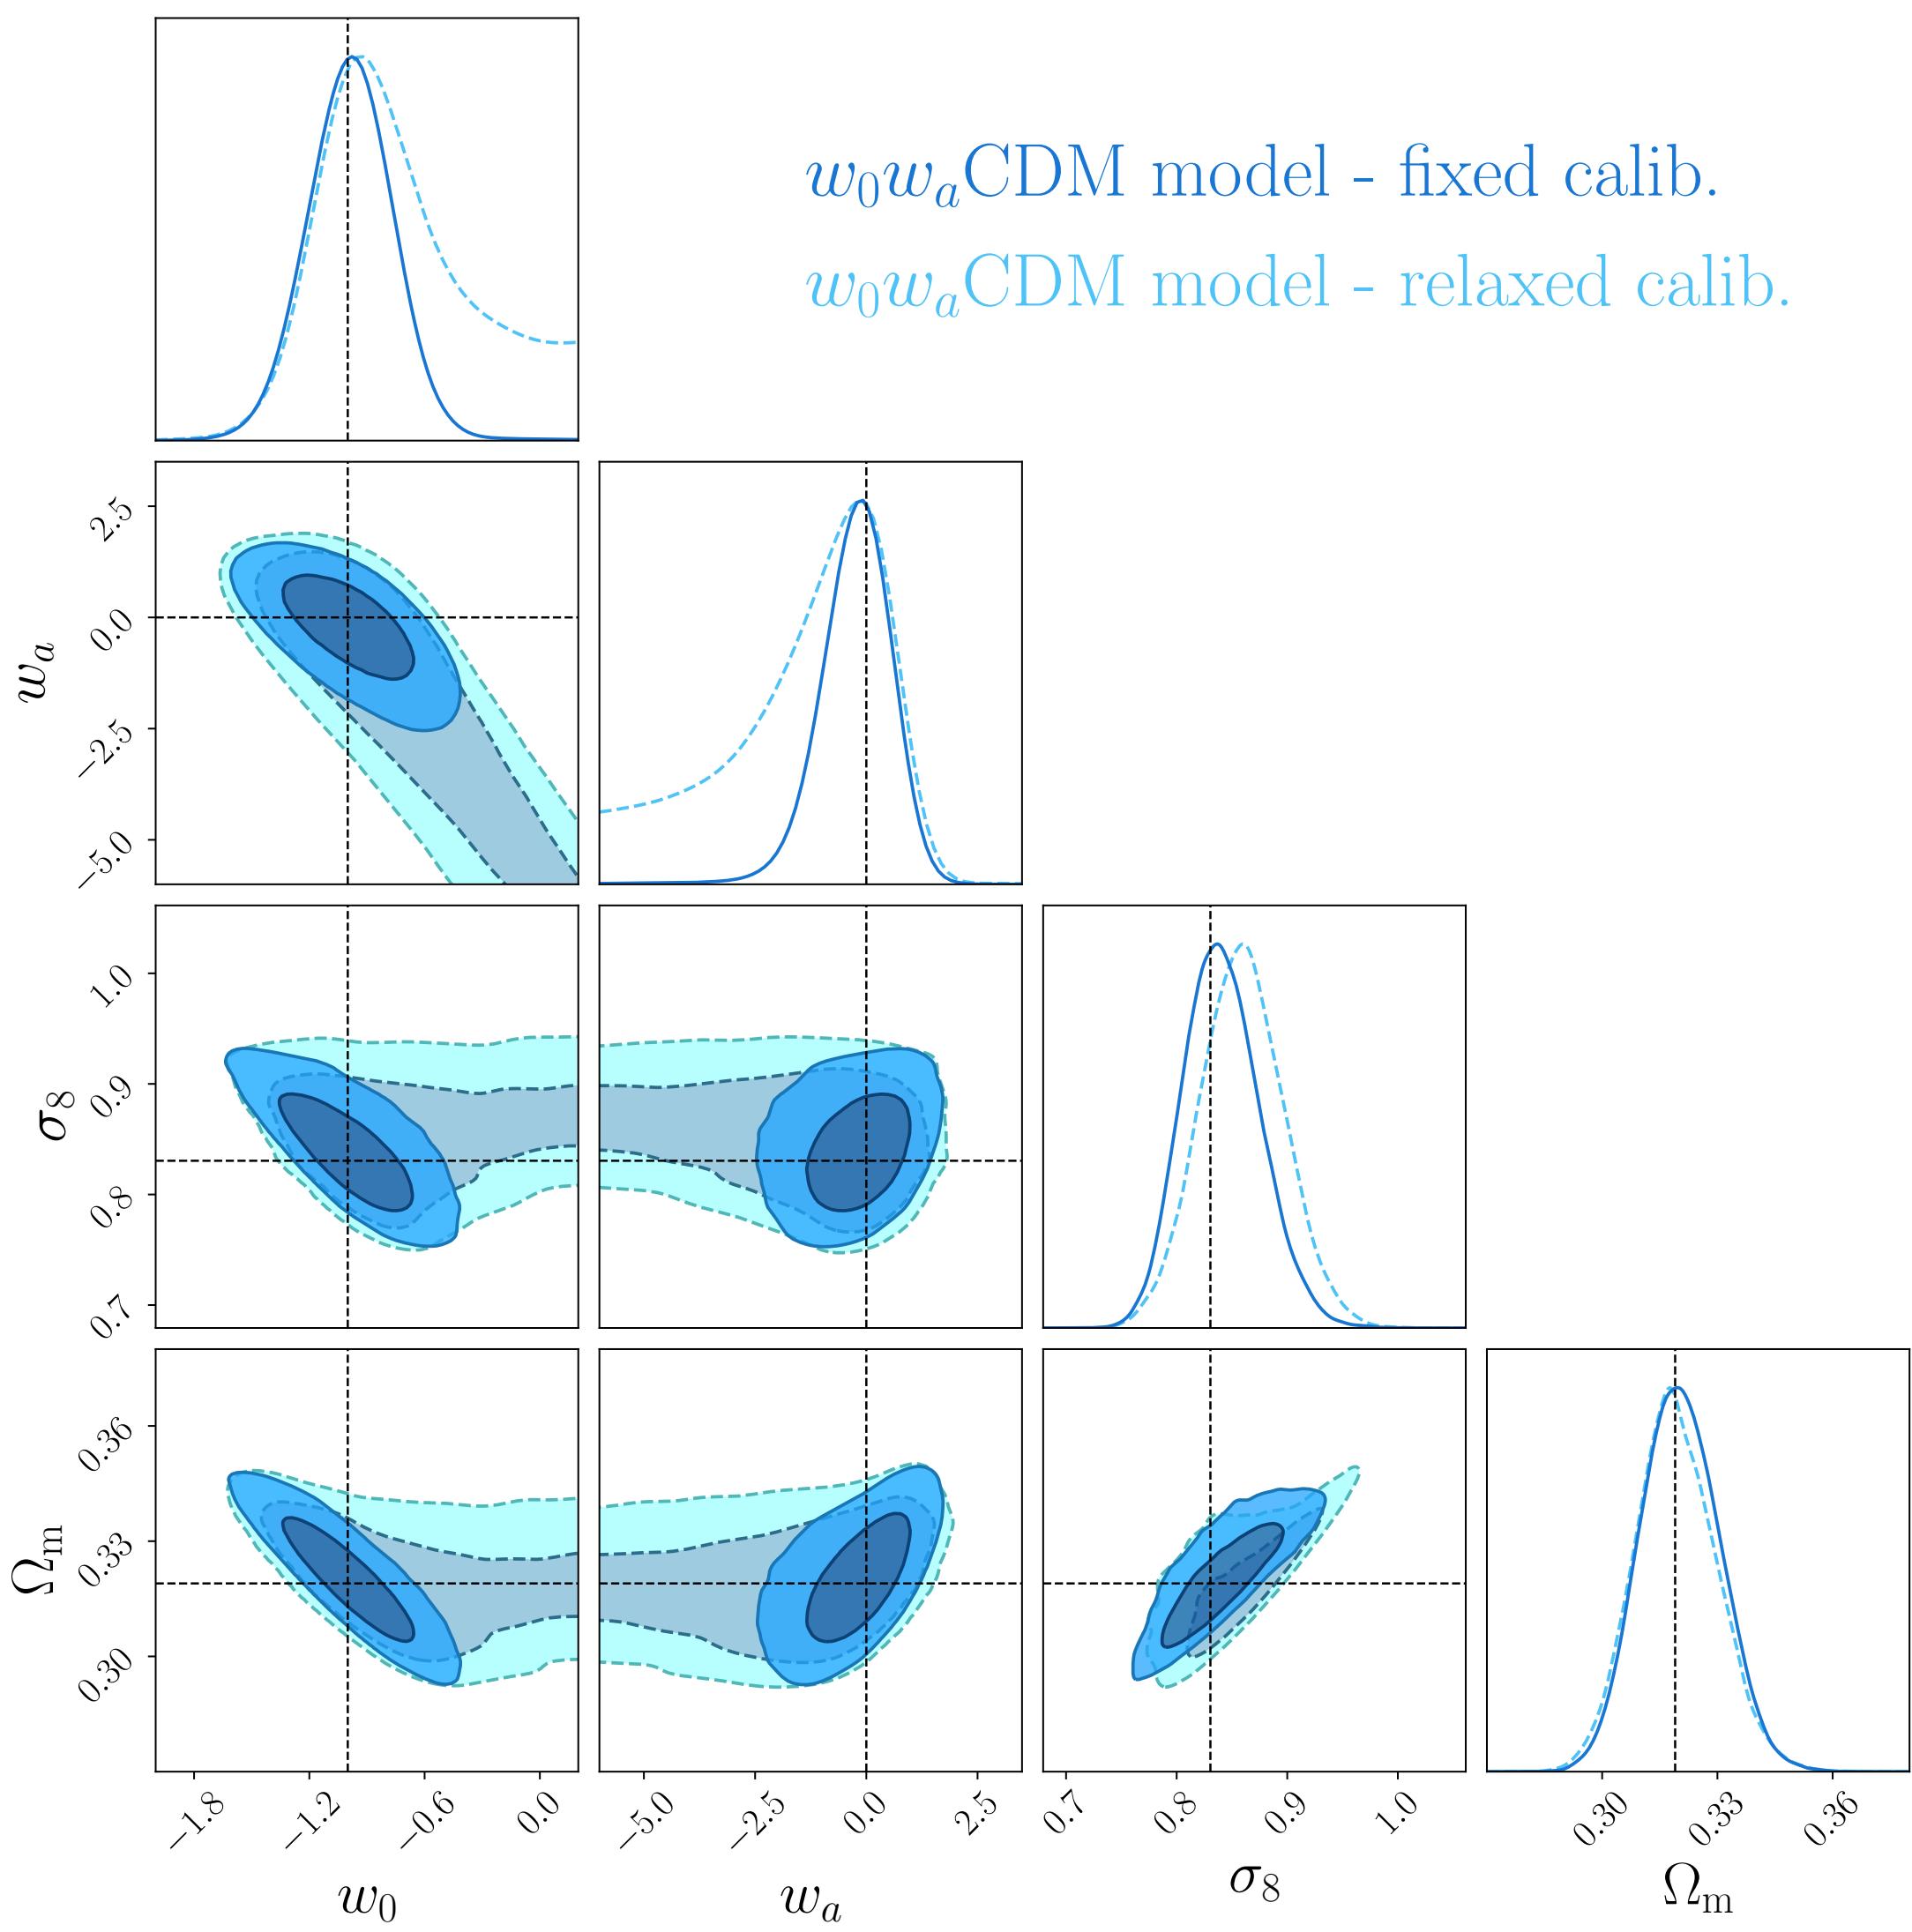 w₀wₐCDM model - fixed calib.
w₀wₐCDM model - relaxed calib.
wₐ
2.5
0.0
−2.5
−5.0
σ₈
1.0
0.9
0.8
0.7
Ωₘ
0.36
0.33
0.30
−1.8 −1.2 −0.6 0.0 −5.0 −2.5 0.0 2.5 0.7 0.8 0.9 1.0 0.30 0.33 0.36
w₀ wₐ σ₈ Ωₘ